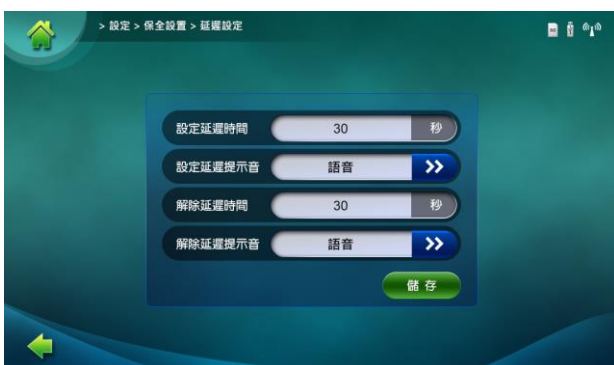 > 設定 > 保全設置 > 延遲設定
設定延遲時間 30 秒
設定延遲提示音 語音 >>
解除延遲時間 30 秒
解除延遲提示音 語音 >>
儲存